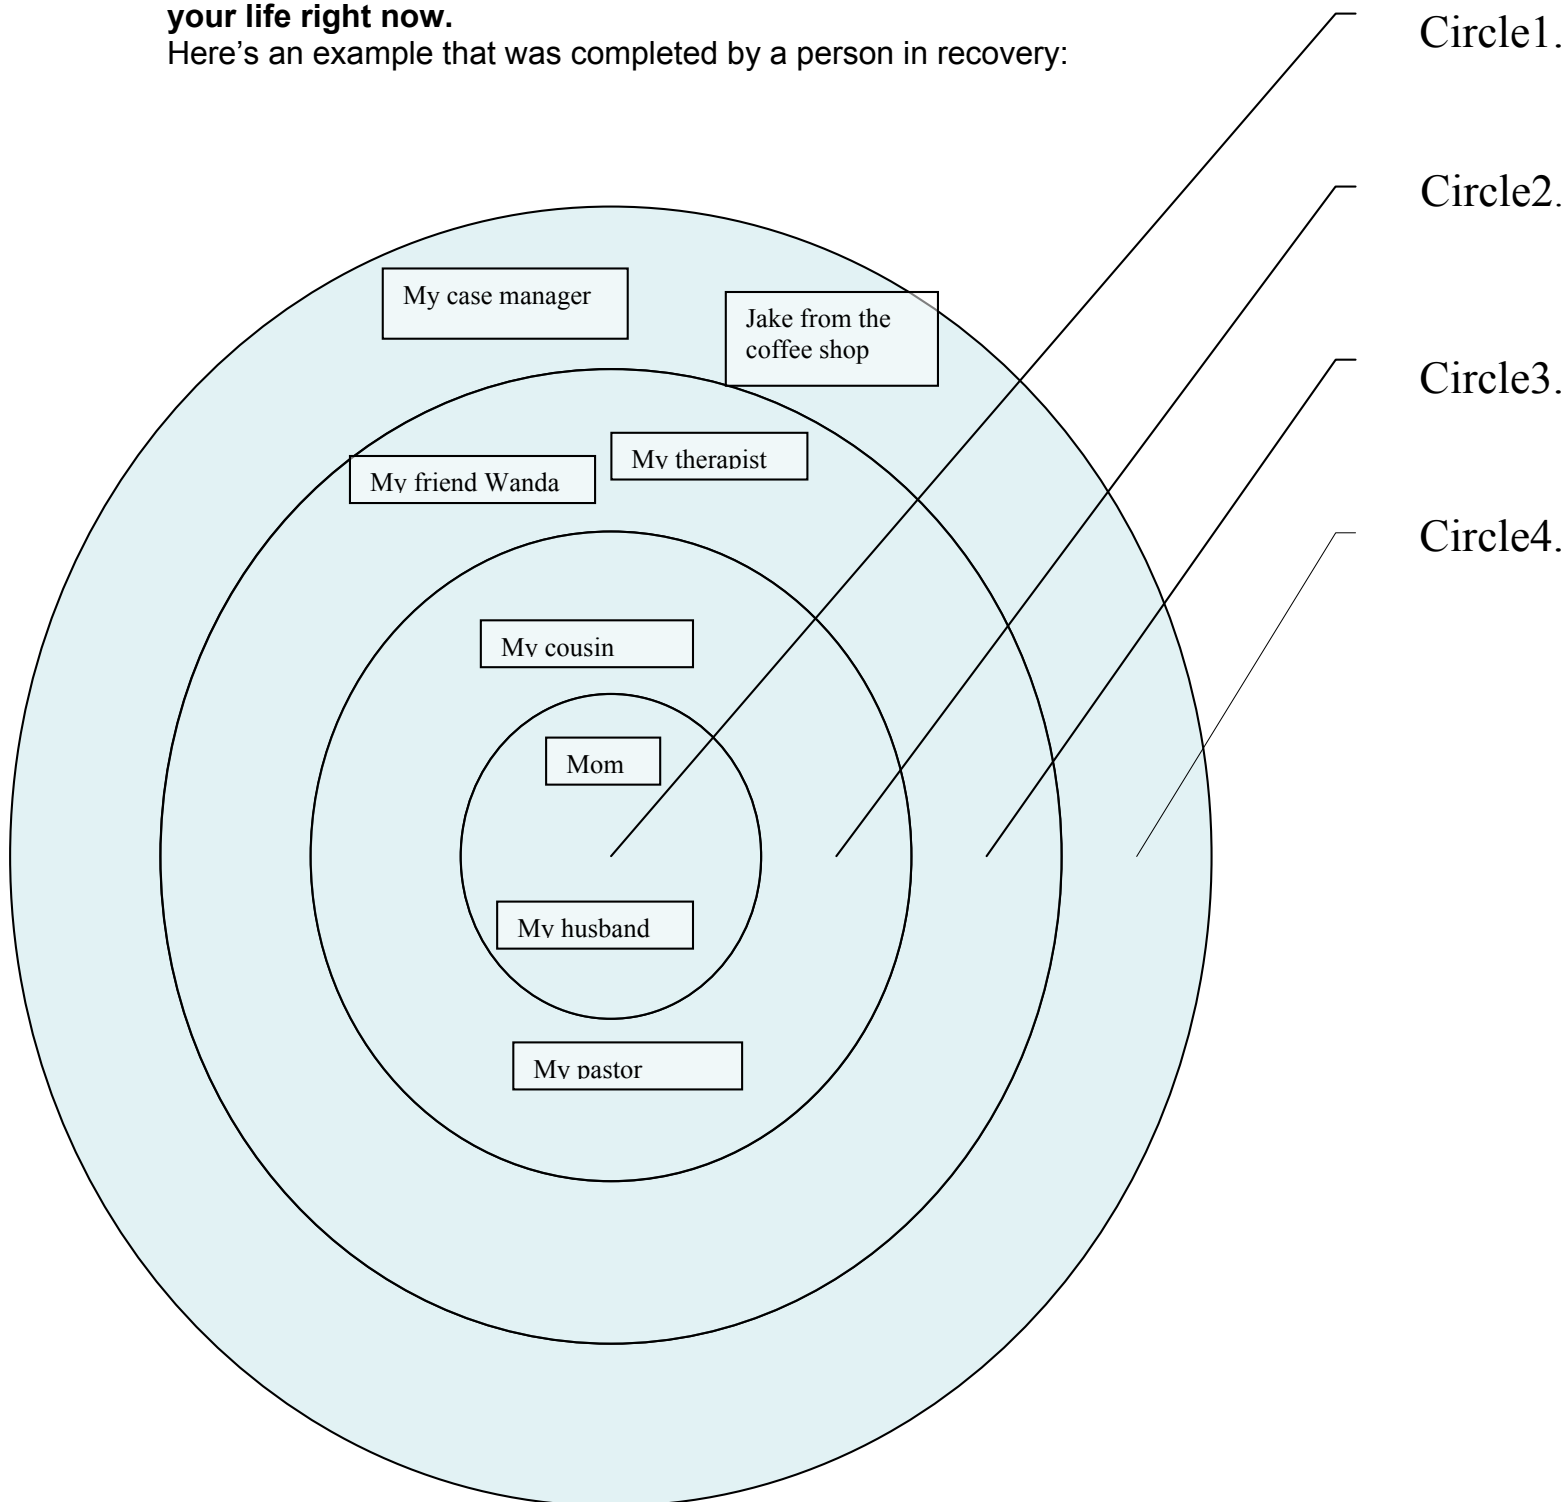 your life right now.
Here’s an example that was completed by a person in recovery:
Circle1.
Circle2.
My case manager
Jake from the
coffee shop
Circle3.
My therapist
My friend Wanda
Circle4.
My cousin
Mom
My husband
My pastor